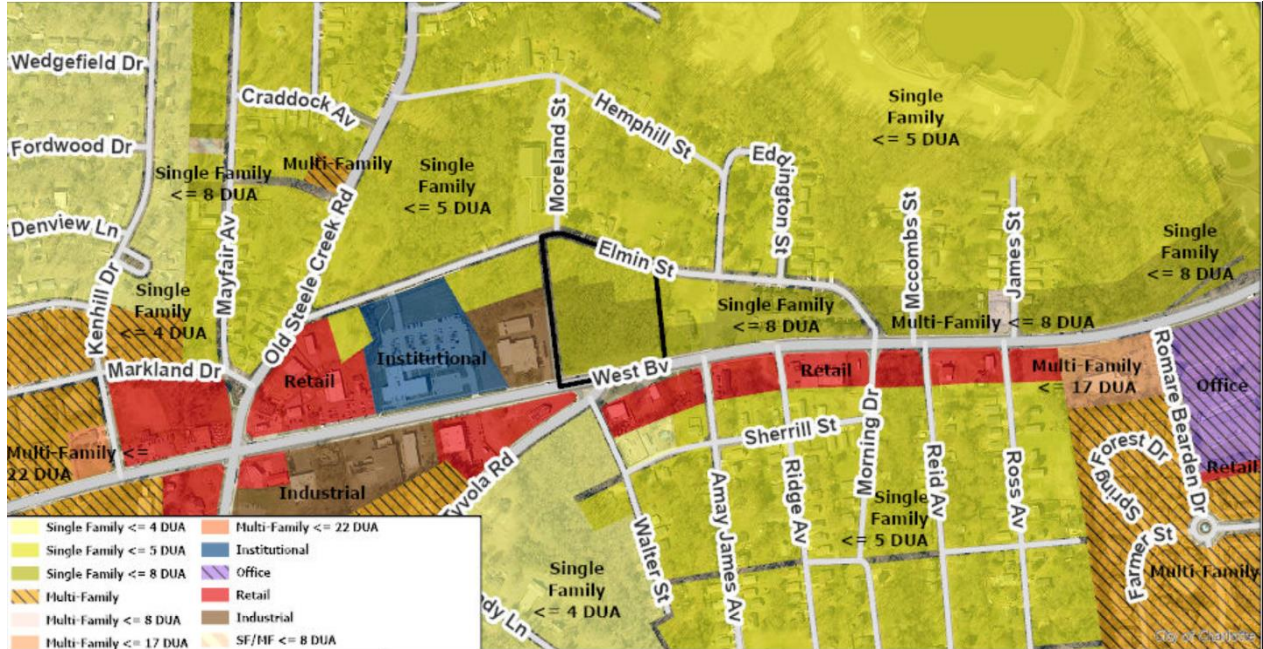 Wedgefield Dr
Craddock Av
Fordwood Dr
Single Family
<= 8 DUA
Multi-Family
Denview Ln
Kenhill Dr
Mayfair Av
Old Steele Creek Rd
Single
Family
<= 5 DUA
Moreland St
Hemphill St
Eddington St
Single
Family
<= 5 DUA
Mccombs St
James St
Single
Family
<= 8 DUA
Single
Family
<= 4 DUA
Elmin St
Single Family
<= 8 DUA
Multi-Family <= 8 DUA
Markland Dr
Retail
Institutional
West Bv
Retail
Multi-Family
<= 17 DUA
Romare Bearden Dr
Office
Multi-Family <=
22 DUA
Industrial
Tyvola Rd
Sherrill St
Morning Dr
Reid Av
Ross Av
Amay James Av
Ridge Av
Walter St
Single
Family
<= 5 DUA
Forest Dr
Spring
Retail
Farmer St
Multi-Family
Single
Family
<= 4 DUA
dy Ln
Single Family <= 4 DUA
Single Family <= 5 DUA
Single Family <= 8 DUA
Multi-Family
Multi-Family <= 8 DUA
Multi-Family <= 17 DUA
Multi-Family <= 22 DUA
Institutional
Office
Retail
Industrial
SF/MF <= 8 DUA
City of Charlotte